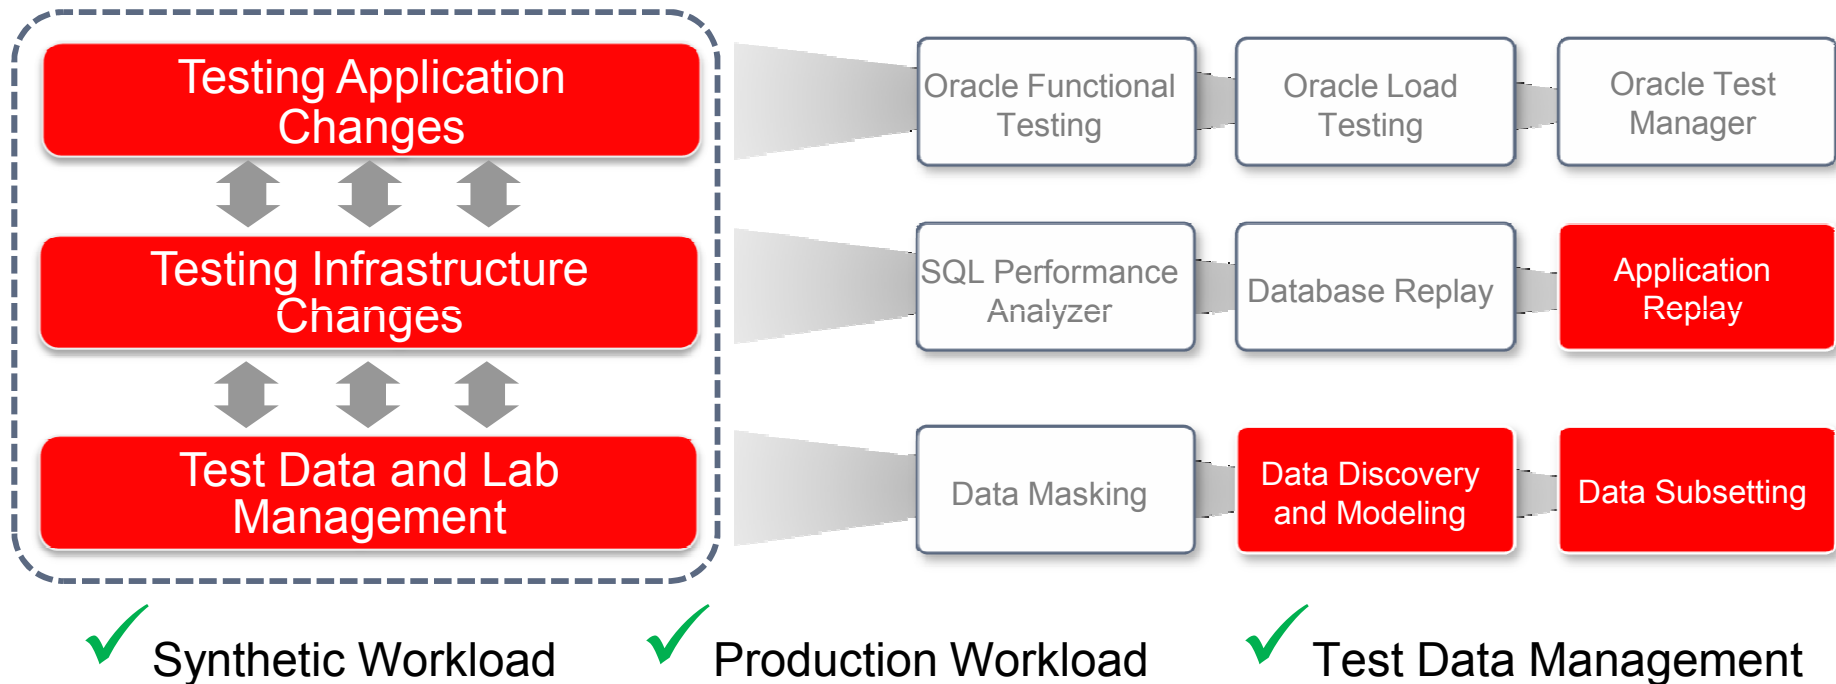 Testing Application
Changes
Oracle Functional
Testing
Oracle Load
Testing
Oracle Test
Manager
Testing Infrastructure
Changes
SQL Performance
Analyzer
Database Replay
Application
Replay
Test Data and Lab
Management
Data Masking
Data Discovery
and Modeling
Data Subsetting
Synthetic Workload
Production Workload
Test Data Management